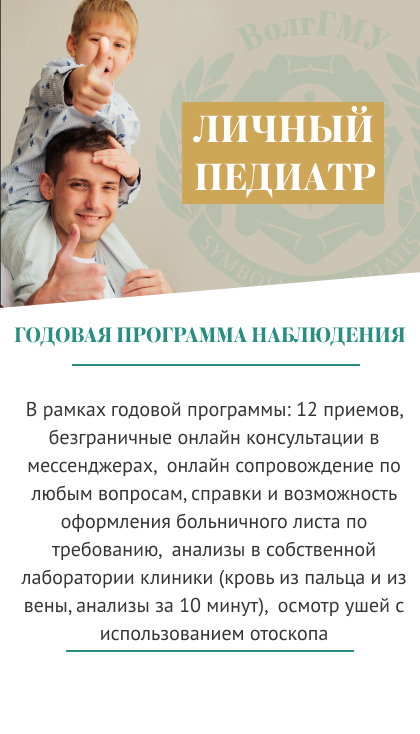 ВолгГМУ
ЛИЧНЫЙ
ПЕДИАТР
ГОДОВАЯ ПРОГРАММА НАБЛЮДЕНИЯ
В рамках годовой программы: 12 приемов,
безграничные онлайн консультации в
мессенджерах, онлайн сопровождение по
любым вопросам, справки и возможность
оформления больничного листа по
требованию, анализы в собственной
лаборатории клиники (кровь из пальца и из
вены, анализы за 10 минут), осмотр ушей с
использованием отоскопа